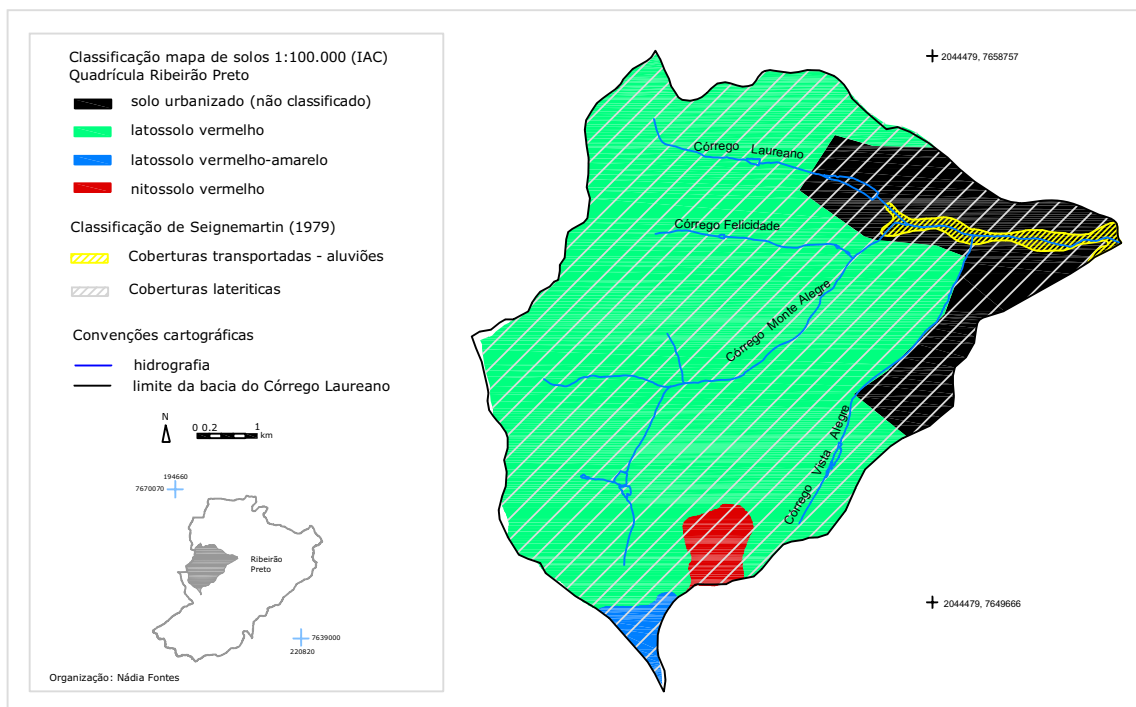 Classificação mapa de solos 1:100.000 (IAC)
Quadrícula Ribeirão Preto
solo urbanizado (não classificado)
latossolo vermelho
latossolo vermelho-amarelo
nitossolo vermelho
Classificação de Seignemartin (1979)
Coberturas transportadas - aluviões
Coberturas lateriticas
Convenções cartográficas
hidrografia
limite da bacia do Córrego Laureano
N
0 0.2 1
km
194660
7670070
Ribeirão
Preto
7639000
220820
Organização: Nádia Fontes
2044479, 7658757
Córrego Laureano
Córrego Felicidade
Córrego Monte Alegre
Córrego Vista Alegre
2044479, 7649666